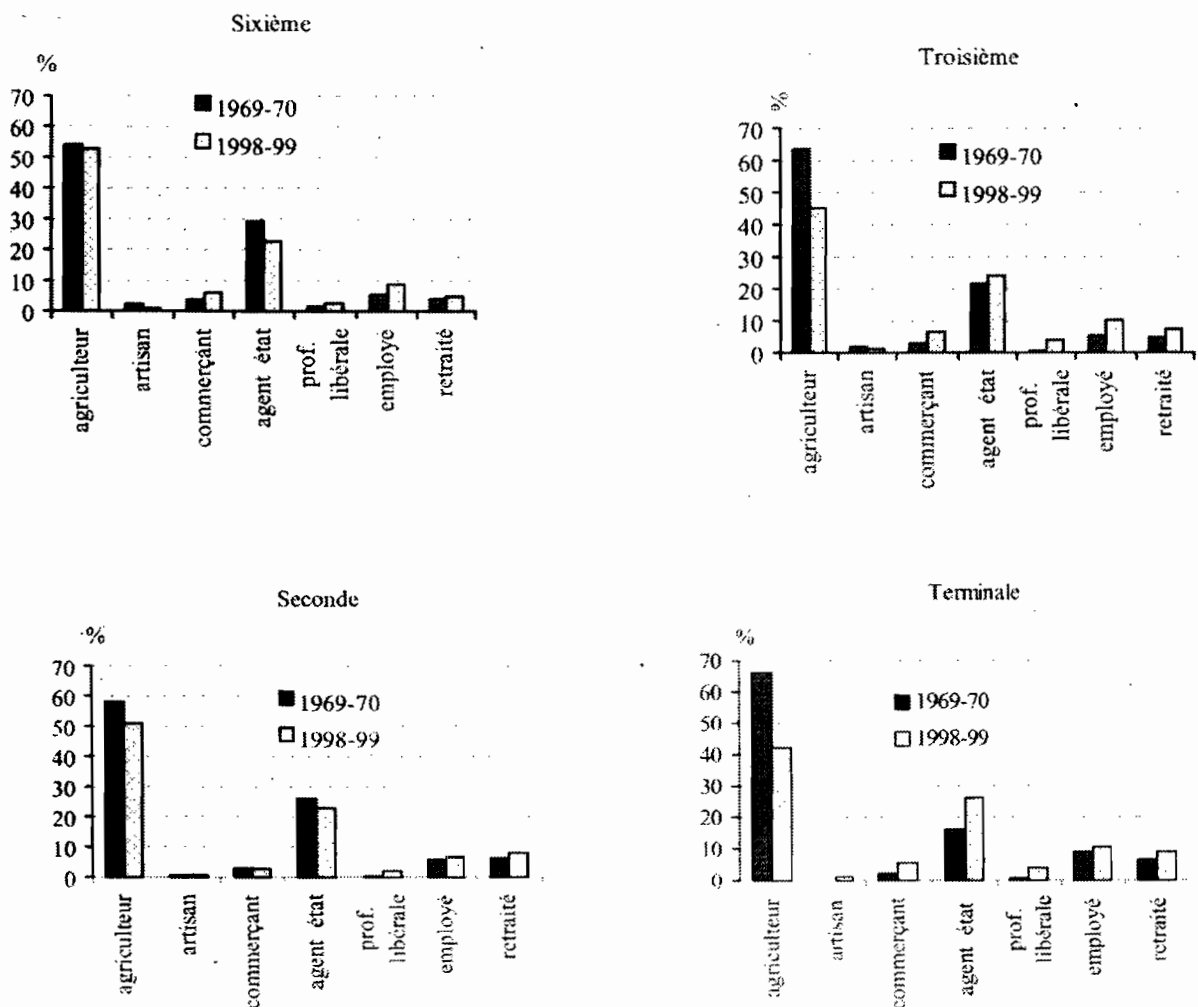 Sixième
%
70
60
50
40
30
20
10
0
1969-70
1998-99
agriculteur
artisan
commerçant
agent état
prof.
libérale
employe
retraité
Troisième
%
70
60
50
40
30
20
10
0
1969-70
1998-99
agriculteur
artisan
commerçant
agent état
prof.
libérale
employé
retraité
Seconde
%
70
60
50
40
30
20
10
0
1969-70
1998-99
agriculteur
artisan
commerçant
agent état
prof.
libérale
employé
retraité
Terminale
%
70
60
50
40
30
20
10
0
1969-70
1998-99
agriculteur
artisan
commerçant
agent état
prof.
libérale
employé
retraité